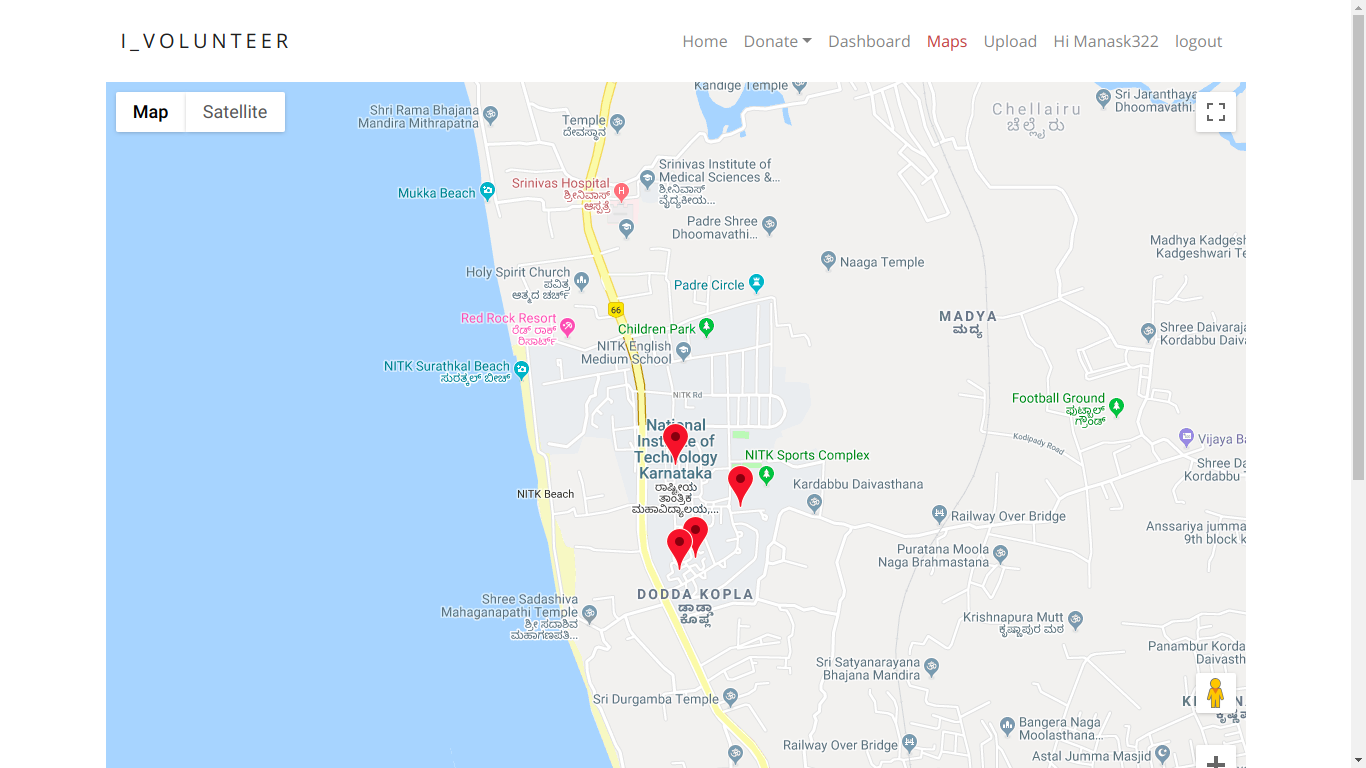 I_VOLUNTEER
Home Donate Dashboard Maps Upload Hi Manask322 logout
Map Satellite
Kandige Temple
Shri Rama Bhajana
Mandira Mithrapatna
Temple
ದೇವಸ್ಥಾನ
Chellairu
ಚೆಲ್ಲೈರು
Sri Jaranthaya
Dhoomavathi...
Srinivas Institute of
Medical Sciences &...
ಶ್ರೀನಿವಾಸ್
ವೈದ್ಯಕೀಯ...
Srinivas Hospital
ಶ್ರೀನಿವಾಸ್
ಆಸ್ಪತ್ರೆ
H
Mukka Beach
Padre Shree
Dhoomavathi...
Madhya Kadgesh
Kadgeshwari Te
Naaga Temple
Holy Spirit Church
ಪವಿತ್ರ
ಆತ್ಮದ ಚರ್ಚ್
Padre Circle
66
MADYA
ಮದ್ಯ
Red Rock Resort
ರೆಡ್ ರಾಕ್
ರಿಸಾರ್ಟ್
Children Park
Shree Daivaraja
Kordabbu Daiva
NITK English
Medium School
NITK Surathkal Beach
ಸುರತ್ಕಲ್ ಬೀಚ್
NITK Rd
Football Ground
ಫುಟ್ಬಾಲ್
ಗ್ರೌಂಡ್
National
Institute of
Technology
Karnataka
ರಾಷ್ಟ್ರೀಯ
ತಾಂತ್ರಿಕ
ಮಹಾವಿದ್ಯಾಲಯ,...
Kodipady Road
Vijaya Ba
NITK Sports Complex
Shree Da
Kordabbu Daivat
Kardabbu Daivasthana
NITK Beach
Railway Over Bridge
Anssariya jumma
9th block k
Puratana Moola
Naga Brahmastana
DODDA KOPLA
ಡಾಡ್ಡಾ
ಕೊಪ್ಲ
Shree Sadashiva
Mahaganapathi Temple
ಶ್ರೀ ಸದಾಶಿವ
ಮಹಾಗಣಪತಿ...
Krishnapura Mutt
ಕೃಷ್ಣಾಪುರ ಮಠ
Panambur Kordab
Daivasth
Sri Satyanarayana
Bhajana Mandira
Sri Durgamba Temple
Bangera Naga
Moolasthana...
Railway Over Bridge
Astal Jumma Masjid